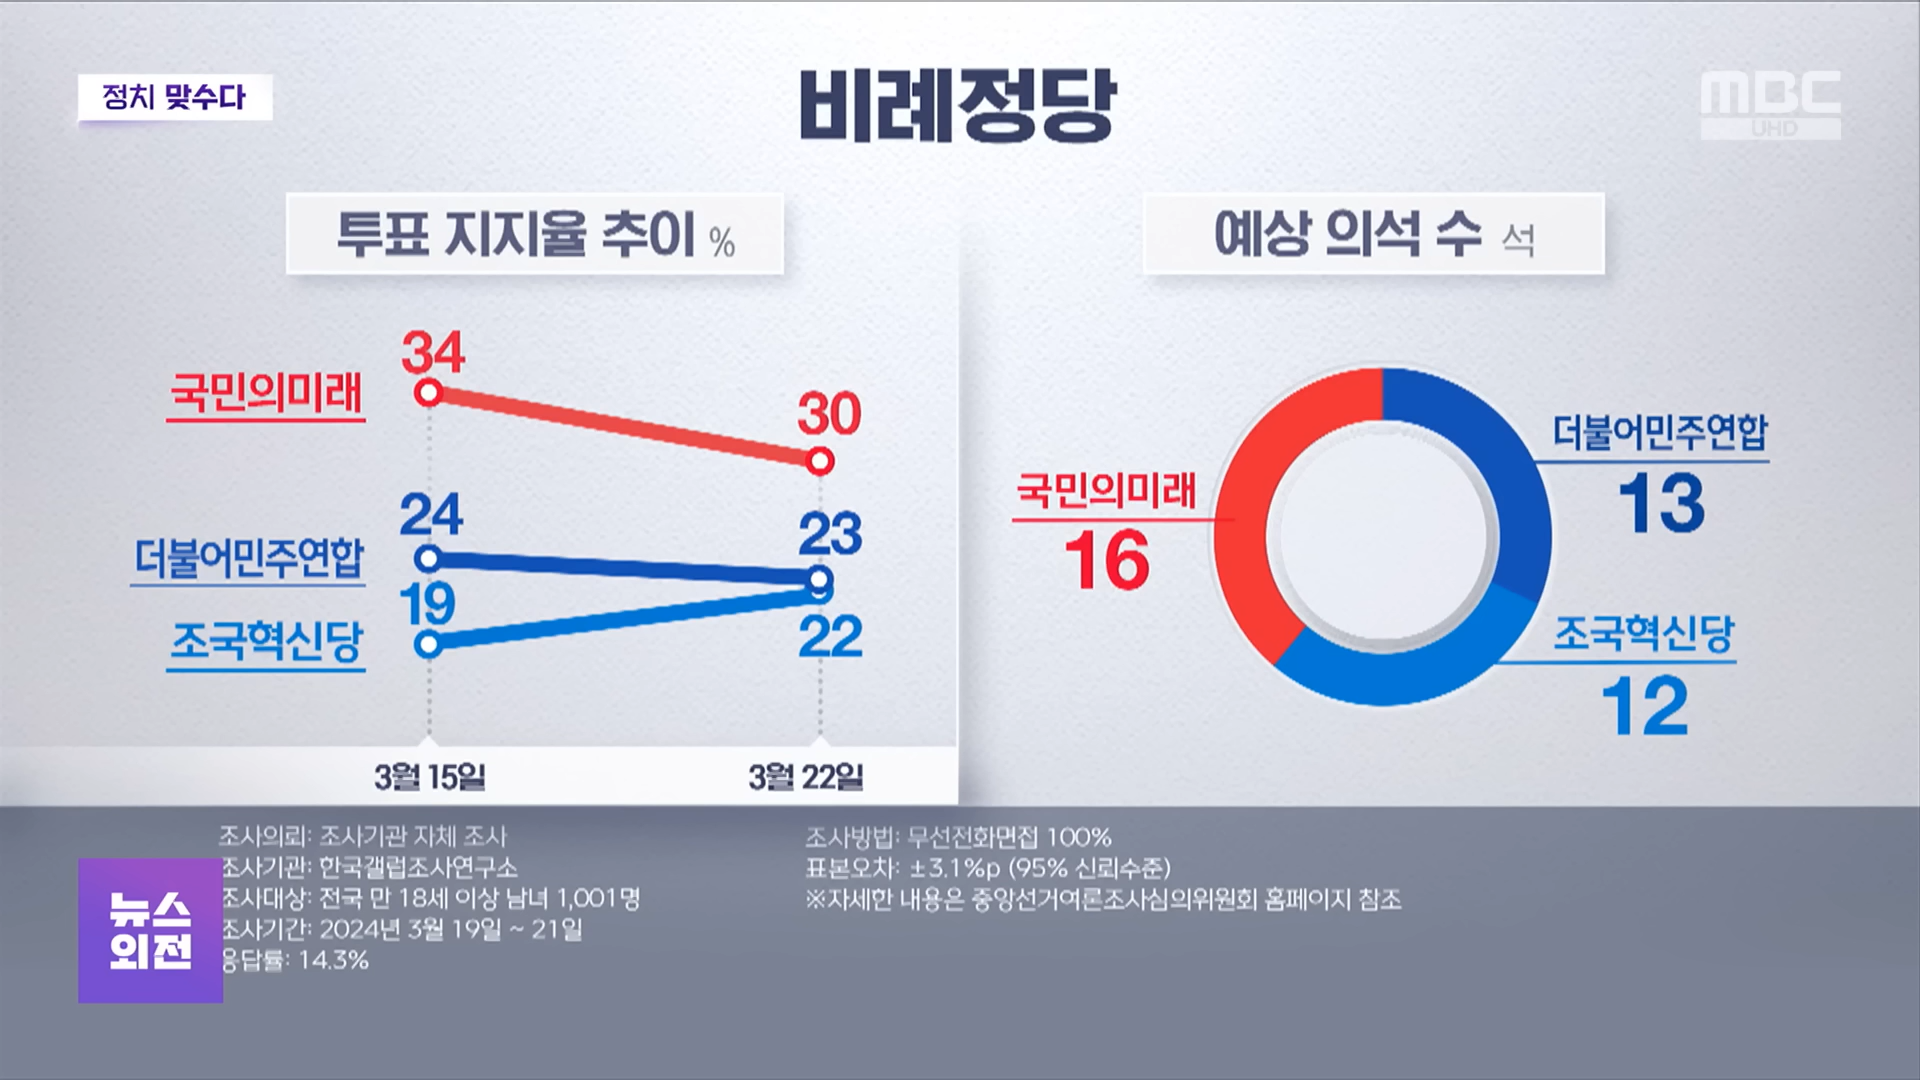 정치 맞수다
비례정당
MBC
UHD
투표 지지율 추이 %
국민의미래
34
30
더불어민주연합
24
23
조국혁신당
19
22
3월 15일
3월 22일
예상 의석 수 석
국민의미래
16
더불어민주연합
13
조국혁신당
12
조사의뢰: 조사기관 자체 조사
조사기관: 한국갤럽조사연구소
조사대상: 전국 만 18세 이상 남녀 1,001명
조사기간: 2024년 3월 19일 ~ 21일
응답률: 14.3%
조사방법: 무선전화면접 100%
표본오차: ±3.1%p (95% 신뢰수준)
※자세한 내용은 중앙선거여론조사심의위원회 홈페이지 참조
뉴스
외전